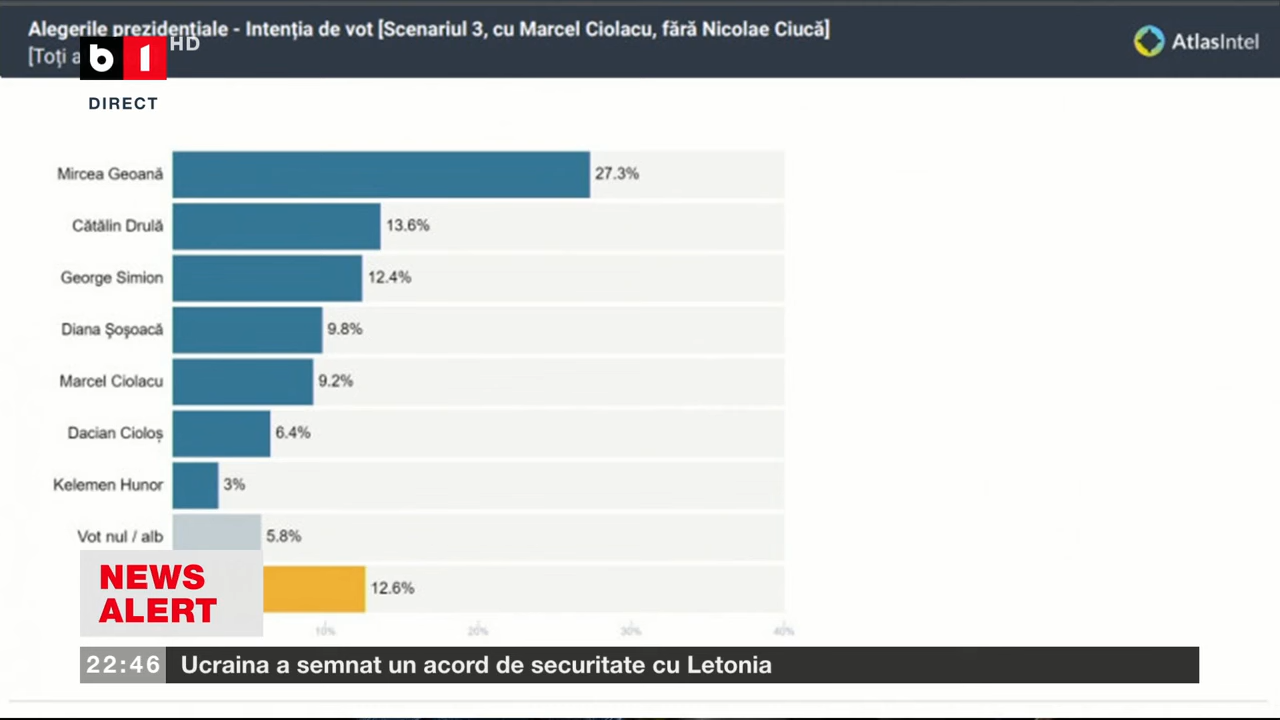 Alegerile prezidențiale - Intenția de vot [Scenariul 3, cu Marcel Ciolacu, fără Nicolae Ciucă]
[Toți
AtlasIntel
b1 HD
DIRECT
Mircea Geoană 27.3%
Cătălin Drulă 13.6%
George Simion 12.4%
Diana Şoşoacă 9.8%
Marcel Ciolacu 9.2%
Dacian Cioloș 6.4%
Kelemen Hunor 3%
Vot nul / alb 5.8%
12.6%
10% 20% 30% 40%
NEWS
ALERT
22:46 Ucraina a semnat un acord de securitate cu Letonia